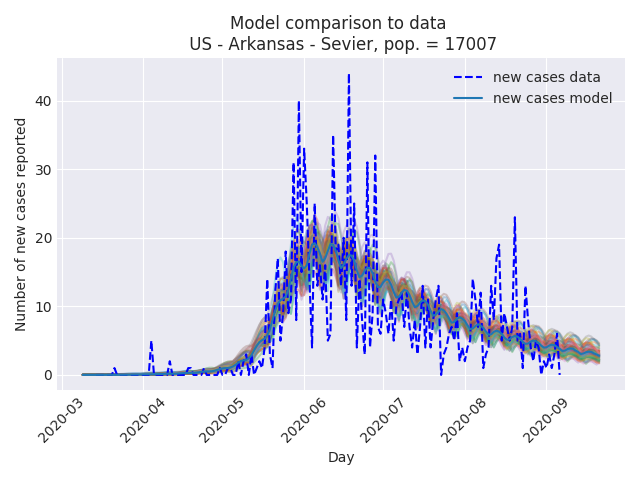 Model comparison to data
US - Arkansas - Sevier, pop. = 17007
new cases data
new cases model
Number of new cases reported
40
30
20
10
0
2020-03
2020-04
2020-05
2020-06
2020-07
2020-08
2020-09
Day